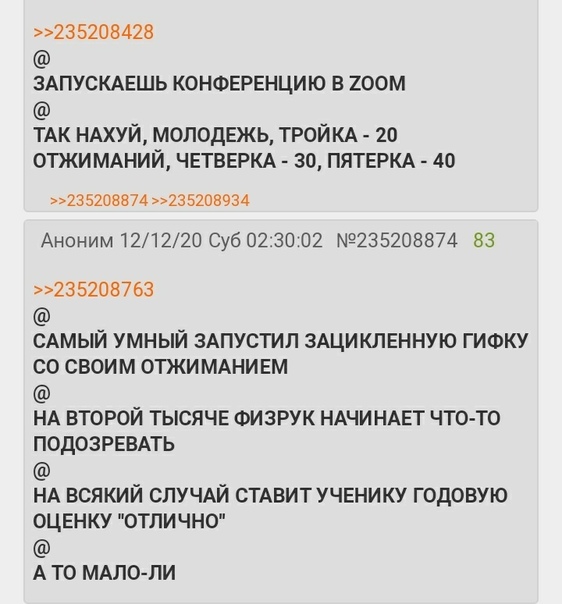 >>235208428
@
ЗАПУСКАЕШЬ КОНФЕРЕНЦИЮ В ZOOM
@
ТАК НАХУЙ, МОЛОДЕЖЬ, ТРОЙКА - 20
ОТЖИМАНИЙ, ЧЕТВЕРКА - 30, ПЯТЕРКА - 40
>>235208874 >>235208934
Аноним 12/12/20 Суб 02:30:02 №235208874 83
>>235208763
@
САМЫЙ УМНЫЙ ЗАПУСТИЛ ЗАЦИКЛЕННУЮ ГИФКУ
СО СВОИМ ОТЖИМАНИЕМ
@
НА ВТОРОЙ ТЫСЯЧЕ ФИЗРУК НАЧИНАЕТ ЧТО-ТО
ПОДОЗРЕВАТЬ
@
НА ВСЯКИЙ СЛУЧАЙ СТАВИТ УЧЕНИКУ ГОДОВУЮ
ОЦЕНКУ "ОТЛИЧНО"
@
А ТО МАЛО-ЛИ